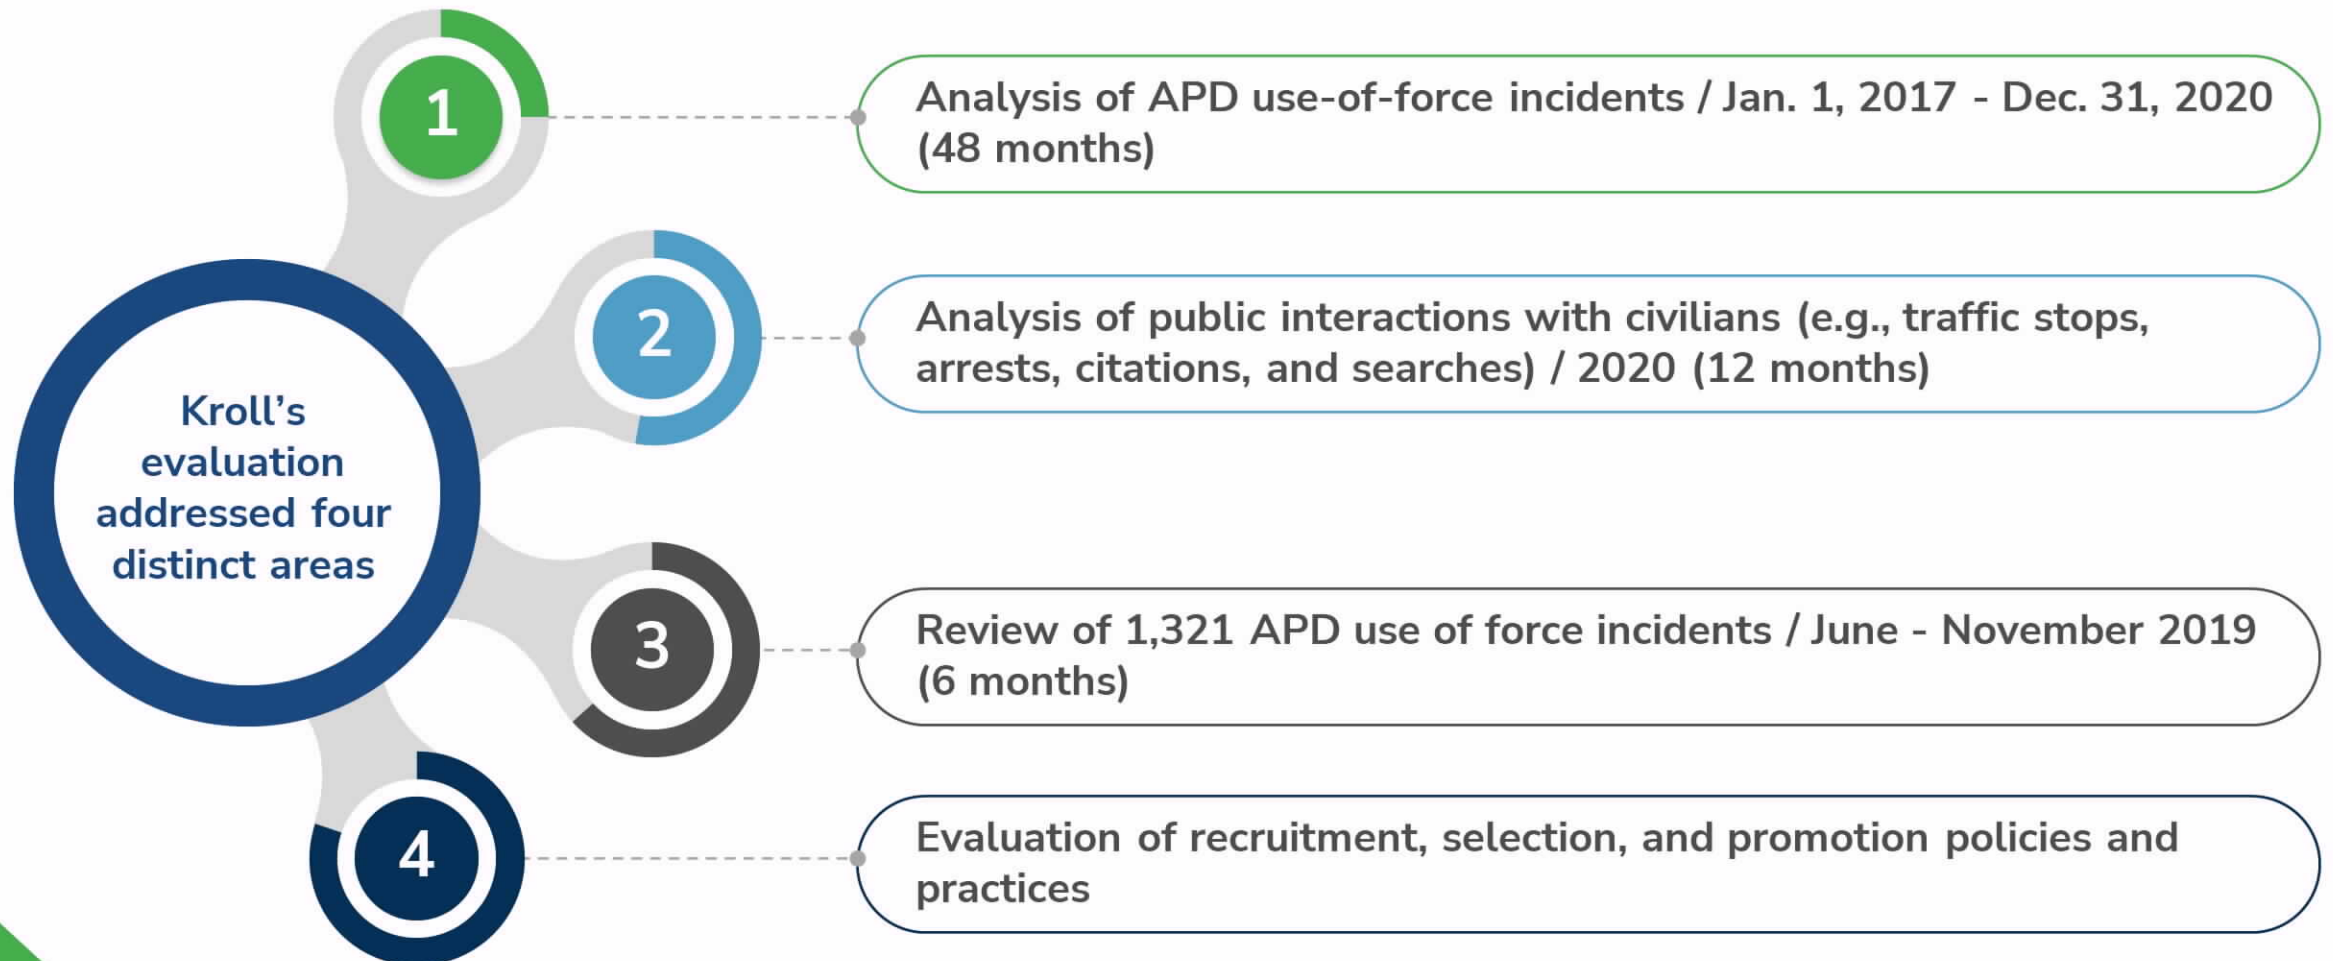 Kroll’s
evaluation
addressed four
distinct areas
1
Analysis of APD use-of-force incidents / Jan. 1, 2017 - Dec. 31, 2020
(48 months)
2
Analysis of public interactions with civilians (e.g., traffic stops,
arrests, citations, and searches) / 2020 (12 months)
3
Review of 1,321 APD use of force incidents / June - November 2019
(6 months)
4
Evaluation of recruitment, selection, and promotion policies and
practices